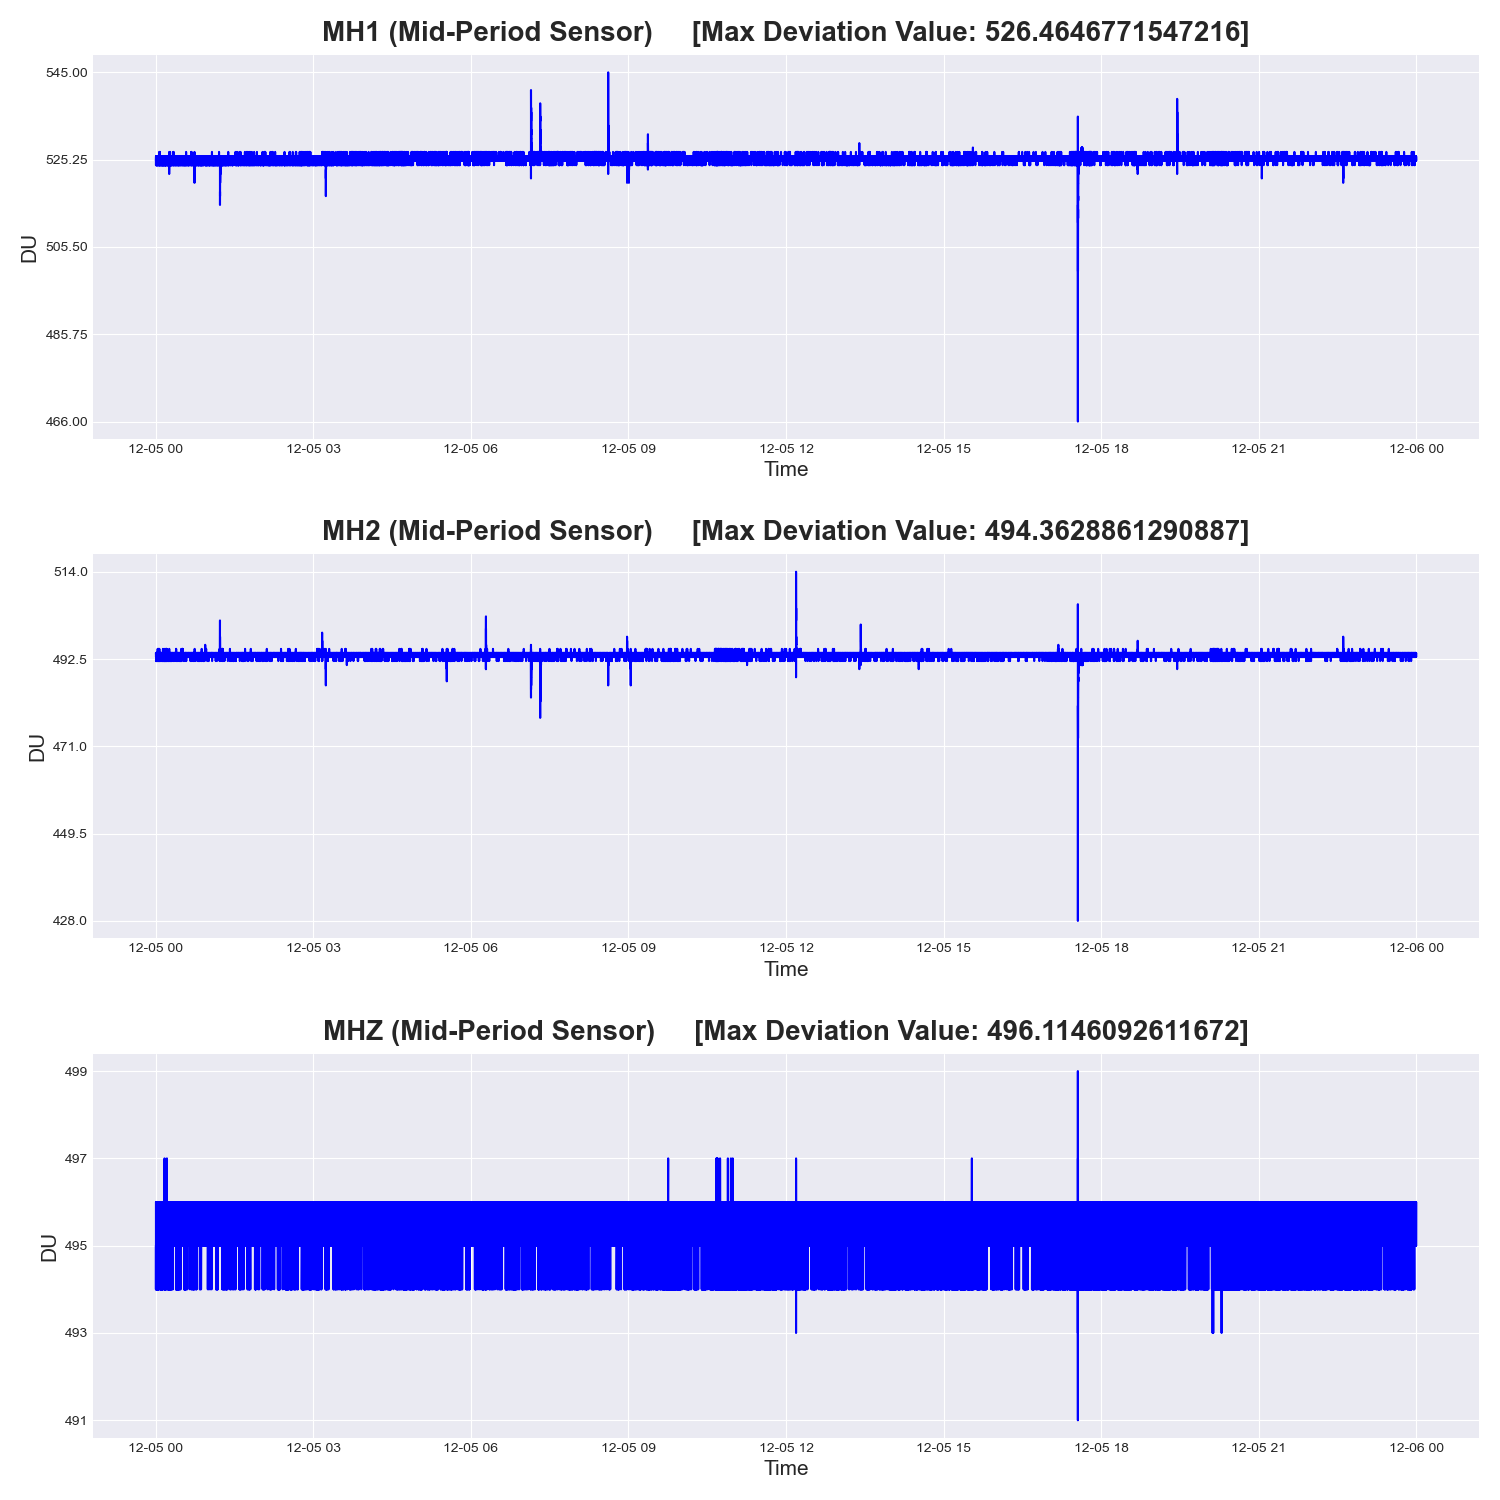 MH1 (Mid-Period Sensor) [Max Deviation Value: 526.4646771547216]
545.00
525.25
505.50
485.75
466.00
DU
12-05 00 12-05 03 12-05 06 12-05 09 12-05 12 12-05 15 12-05 18 12-05 21 12-06 00
Time
MH2 (Mid-Period Sensor) [Max Deviation Value: 494.3628861290887]
514.0
492.5
471.0
449.5
428.0
DU
12-05 00 12-05 03 12-05 06 12-05 09 12-05 12 12-05 15 12-05 18 12-05 21 12-06 00
Time
MHZ (Mid-Period Sensor) [Max Deviation Value: 496.1146092611672]
499
497
495
493
491
DU
12-05 00 12-05 03 12-05 06 12-05 09 12-05 12 12-05 15 12-05 18 12-05 21 12-06 00
Time